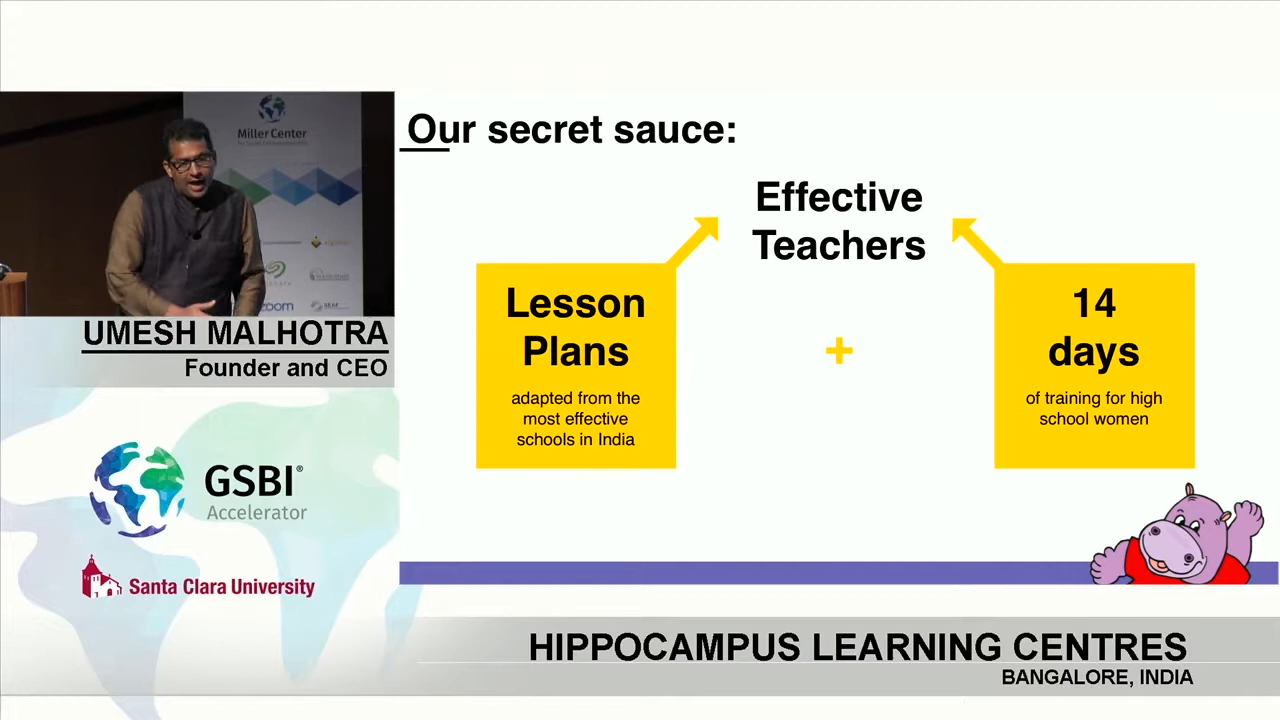 Miller Center
UMESH MALHOTRA
Founder and CEO
GSBI®
Accelerator
Santa Clara University
Our secret sauce:
Effective
Teachers
Lesson
Plans
adapted from the
most effective
schools in India
+
14
days
of training for high
school women
HIPPOCAMPUS LEARNING CENTRES
BANGALORE, INDIA